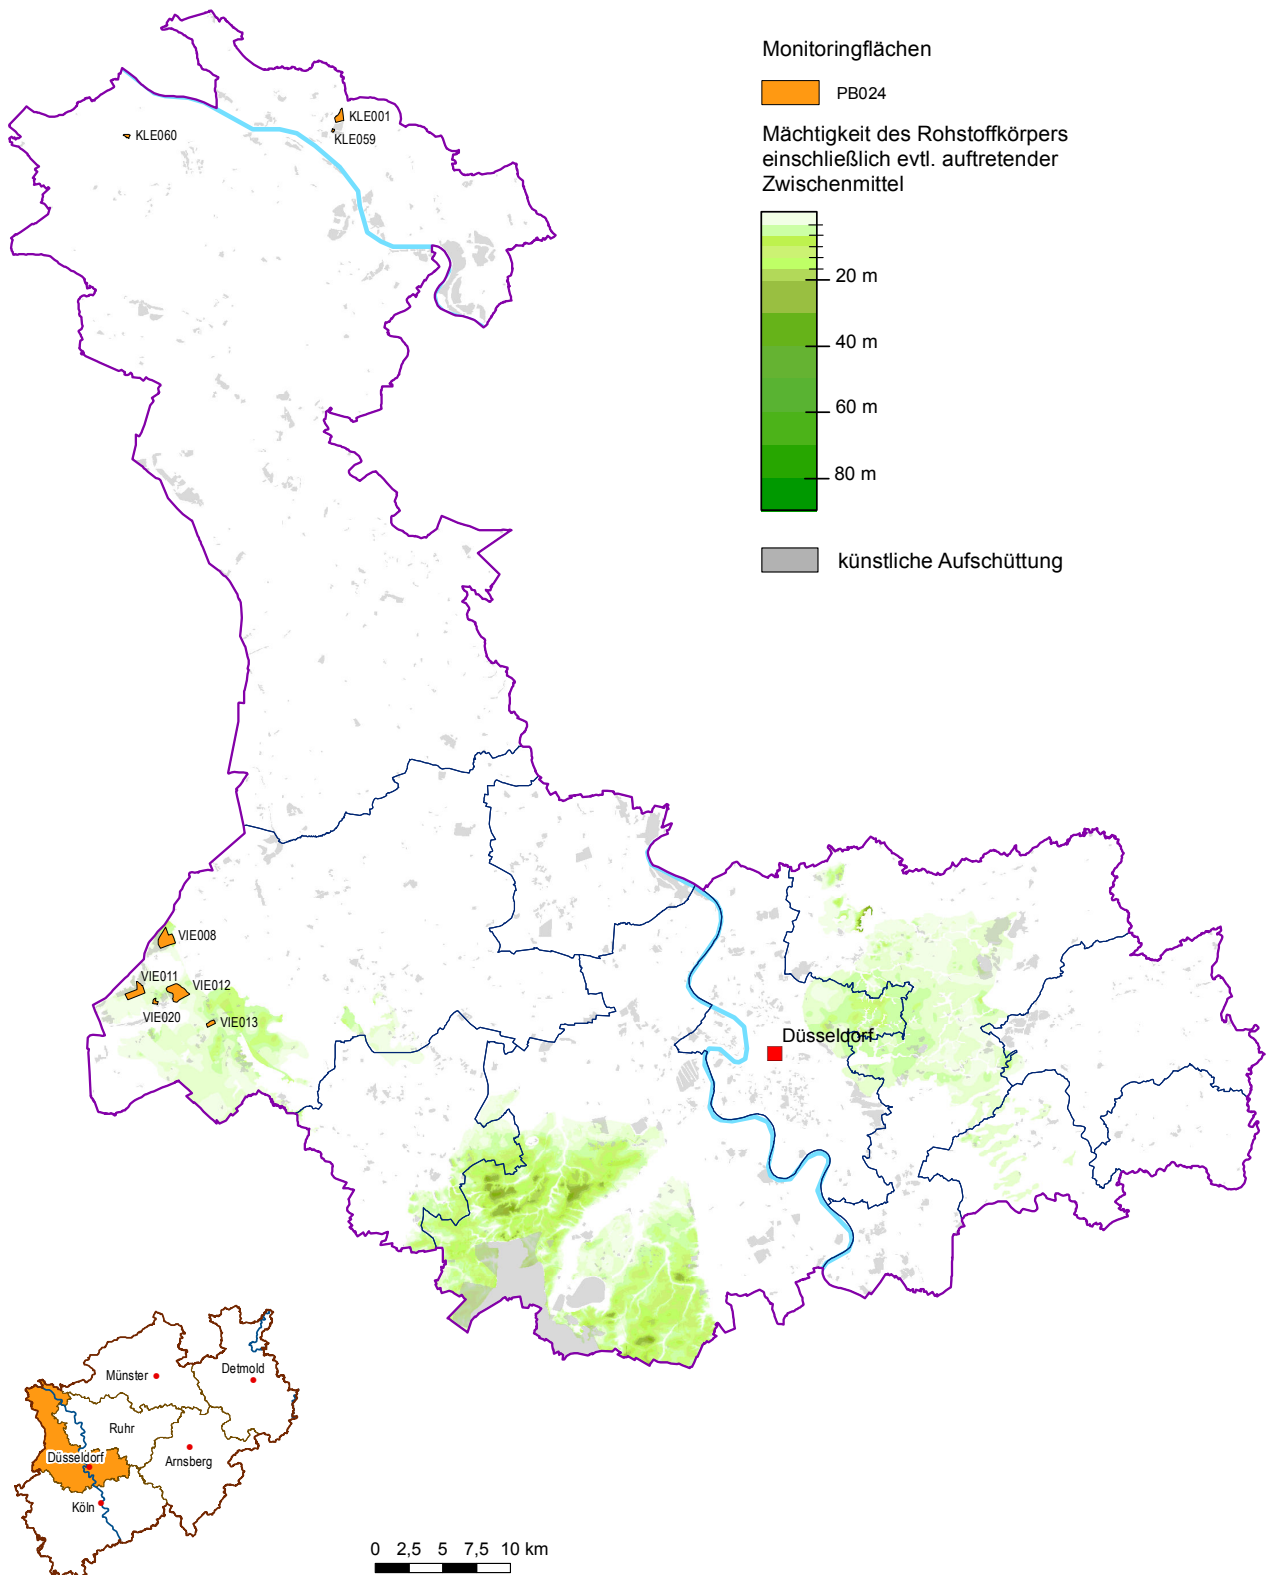 Monitoringflächen
PB024
Mächtigkeit des Rohstoffkörpers
einschließlich evtl. auftretender
Zwischenmittel
20 m
40 m
60 m
80 m
künstliche Aufschüttung
KLE001
KLE059
KLE060
VIE008
VIE011
VIE012
VIE020
VIE013
Düsseldorf
Münster
Detmold
Ruhr
Düsseldorf
Arnsberg
Köln
0 2,5 5 7,5 10 km